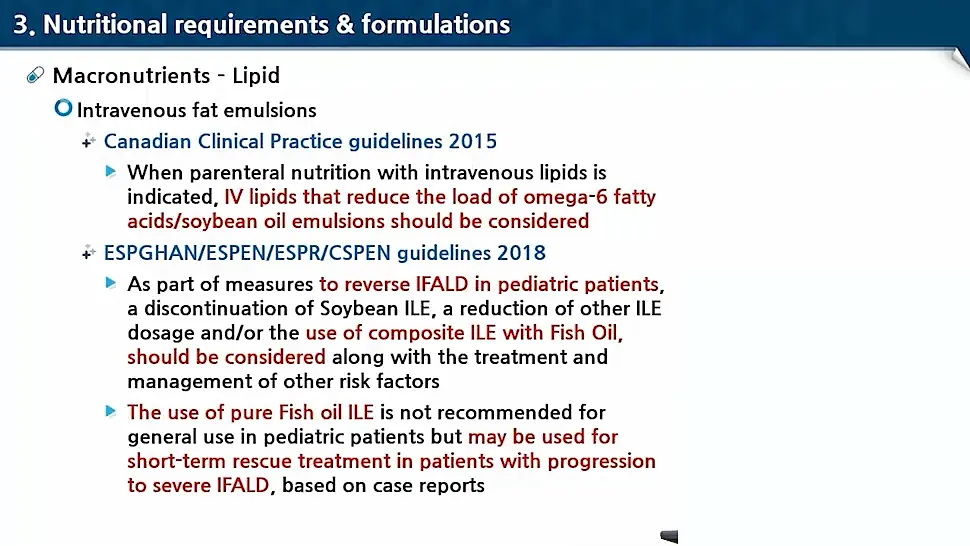 3. Nutritional requirements & formulations
Macronutrients - Lipid
Intravenous fat emulsions
Canadian Clinical Practice guidelines 2015
When parenteral nutrition with intravenous lipids is
indicated, IV lipids that reduce the load of omega-6 fatty
acids/soybean oil emulsions should be considered
ESPGHAN/ESPEN/ESPR/CSPEN guidelines 2018
As part of measures to reverse IFALD in pediatric patients,
a discontinuation of Soybean ILE, a reduction of other ILE
dosage and/or the use of composite ILE with Fish Oil,
should be considered along with the treatment and
management of other risk factors
The use of pure Fish oil ILE is not recommended for
general use in pediatric patients but may be used for
short-term rescue treatment in patients with progression
to severe IFALD, based on case reports